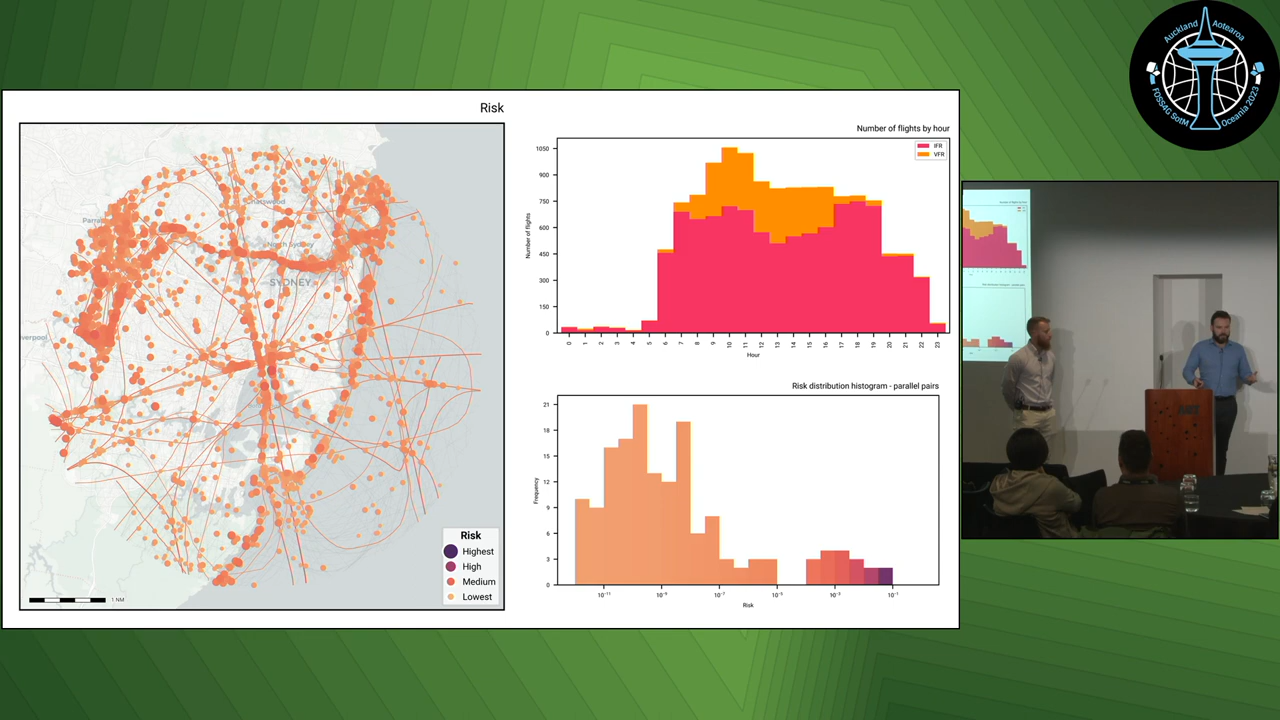 Risk
Parra
Chatswood
North Sydney
SYDNEY
verpool
Risk
Highest
High
Medium
Lowest
1 NM
Number of flights by hour
IFR
VFR
Number of flights
1050
900
750
600
450
300
150
0
0 1 2 3 4 5 6 7 8 9 10 11 12 13 14 15 16 17 18 19 20 21 22 23
Hour
Risk distribution histogram - parallel pairs
Frequency
21
18
15
12
9
6
3
0
10⁻¹¹ 10⁻⁹ 10⁻⁷ 10⁻⁵ 10⁻³ 10⁻¹
Risk
Auckland Aotearoa
FOSS4G SotM Oceania 2023